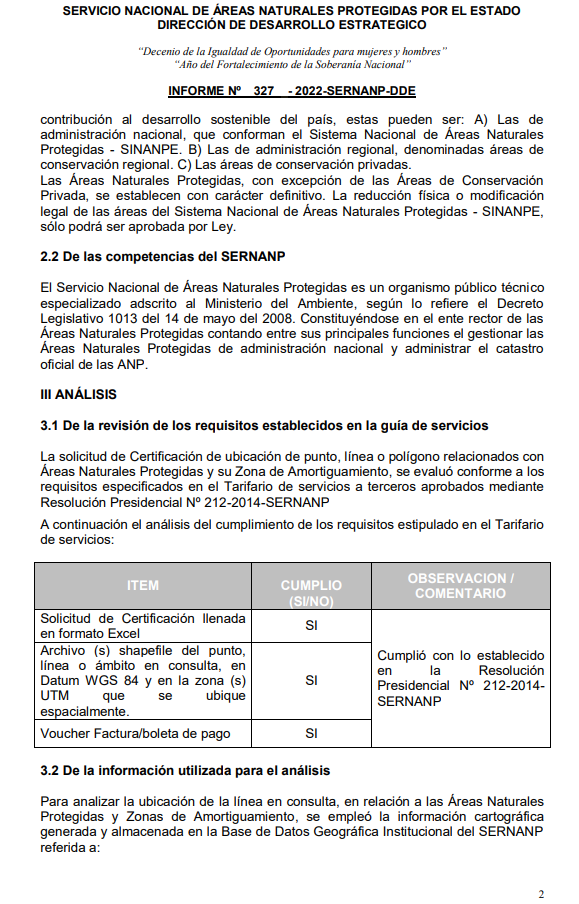 SERVICIO NACIONAL DE ÁREAS NATURALES PROTEGIDAS POR EL ESTADO
DIRECCIÓN DE DESARROLLO ESTRATEGICO
“Decenio de la Igualdad de Oportunidades para mujeres y hombres”
“Año del Fortalecimiento de la Soberanía Nacional”
INFORME Nº 327 - 2022-SERNANP-DDE
contribución al desarrollo sostenible del país, estas pueden ser: A) Las de
administración nacional, que conforman el Sistema Nacional de Áreas Naturales
Protegidas - SINANPE. B) Las de administración regional, denominadas áreas de
conservación regional. C) Las áreas de conservación privadas.
Las Áreas Naturales Protegidas, con excepción de las Áreas de Conservación
Privada, se establecen con carácter definitivo. La reducción física o modificación
legal de las áreas del Sistema Nacional de Áreas Naturales Protegidas - SINANPE,
sólo podrá ser aprobada por Ley.
2.2 De las competencias del SERNANP
El Servicio Nacional de Áreas Naturales Protegidas es un organismo público técnico
especializado adscrito al Ministerio del Ambiente, según lo refiere el Decreto
Legislativo 1013 del 14 de mayo del 2008. Constituyéndose en el ente rector de las
Áreas Naturales Protegidas contando entre sus principales funciones el gestionar las
Áreas Naturales Protegidas de administración nacional y administrar el catastro
oficial de las ANP.
III ANÁLISIS
3.1 De la revisión de los requisitos establecidos en la guía de servicios
La solicitud de Certificación de ubicación de punto, línea o polígono relacionados con
Áreas Naturales Protegidas y su Zona de Amortiguamiento, se evaluó conforme a los
requisitos especificados en el Tarifario de servicios a terceros aprobados mediante
Resolución Presidencial Nº 212-2014-SERNANP
A continuación el análisis del cumplimiento de los requisitos estipulado en el Tarifario
de servicios:
ITEM
CUMPLIO
(SI/NO)
OBSERVACION /
COMENTARIO
Solicitud de Certificación llenada
en formato Excel
SI
Archivo (s) shapefile del punto,
línea o ámbito en consulta, en
Datum WGS 84 y en la zona (s)
UTM que se ubique
espacialmente.
SI
Voucher Factura/boleta de pago
SI
Cumplió con lo establecido
en la Resolución
Presidencial Nº 212-2014-
SERNANP
3.2 De la información utilizada para el análisis
Para analizar la ubicación de la línea en consulta, en relación a las Áreas Naturales
Protegidas y Zonas de Amortiguamiento, se empleó la información cartográfica
generada y almacenada en la Base de Datos Geográfica Institucional del SERNANP
referida a:
2